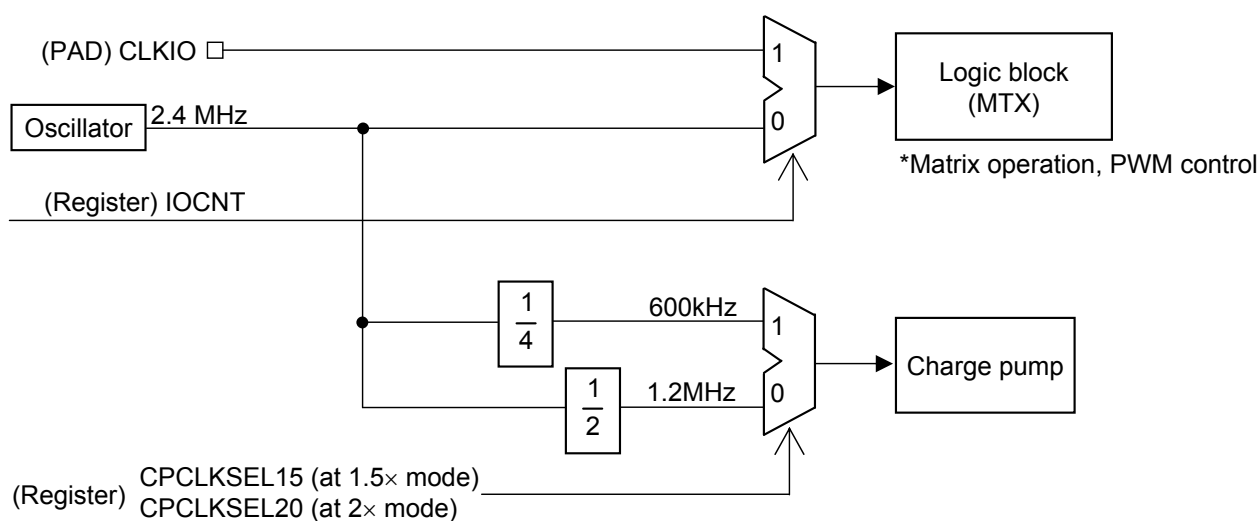 (PAD) CLKIO
1
Logic block
(MTX)
Oscillator
2.4 MHz
0
*Matrix operation, PWM control
(Register) IOCNT
1
4
600kHz
1
Charge pump
1
2
1.2MHz
0
(Register)
CPCLKSEL15 (at 1.5× mode)
CPCLKSEL20 (at 2× mode)